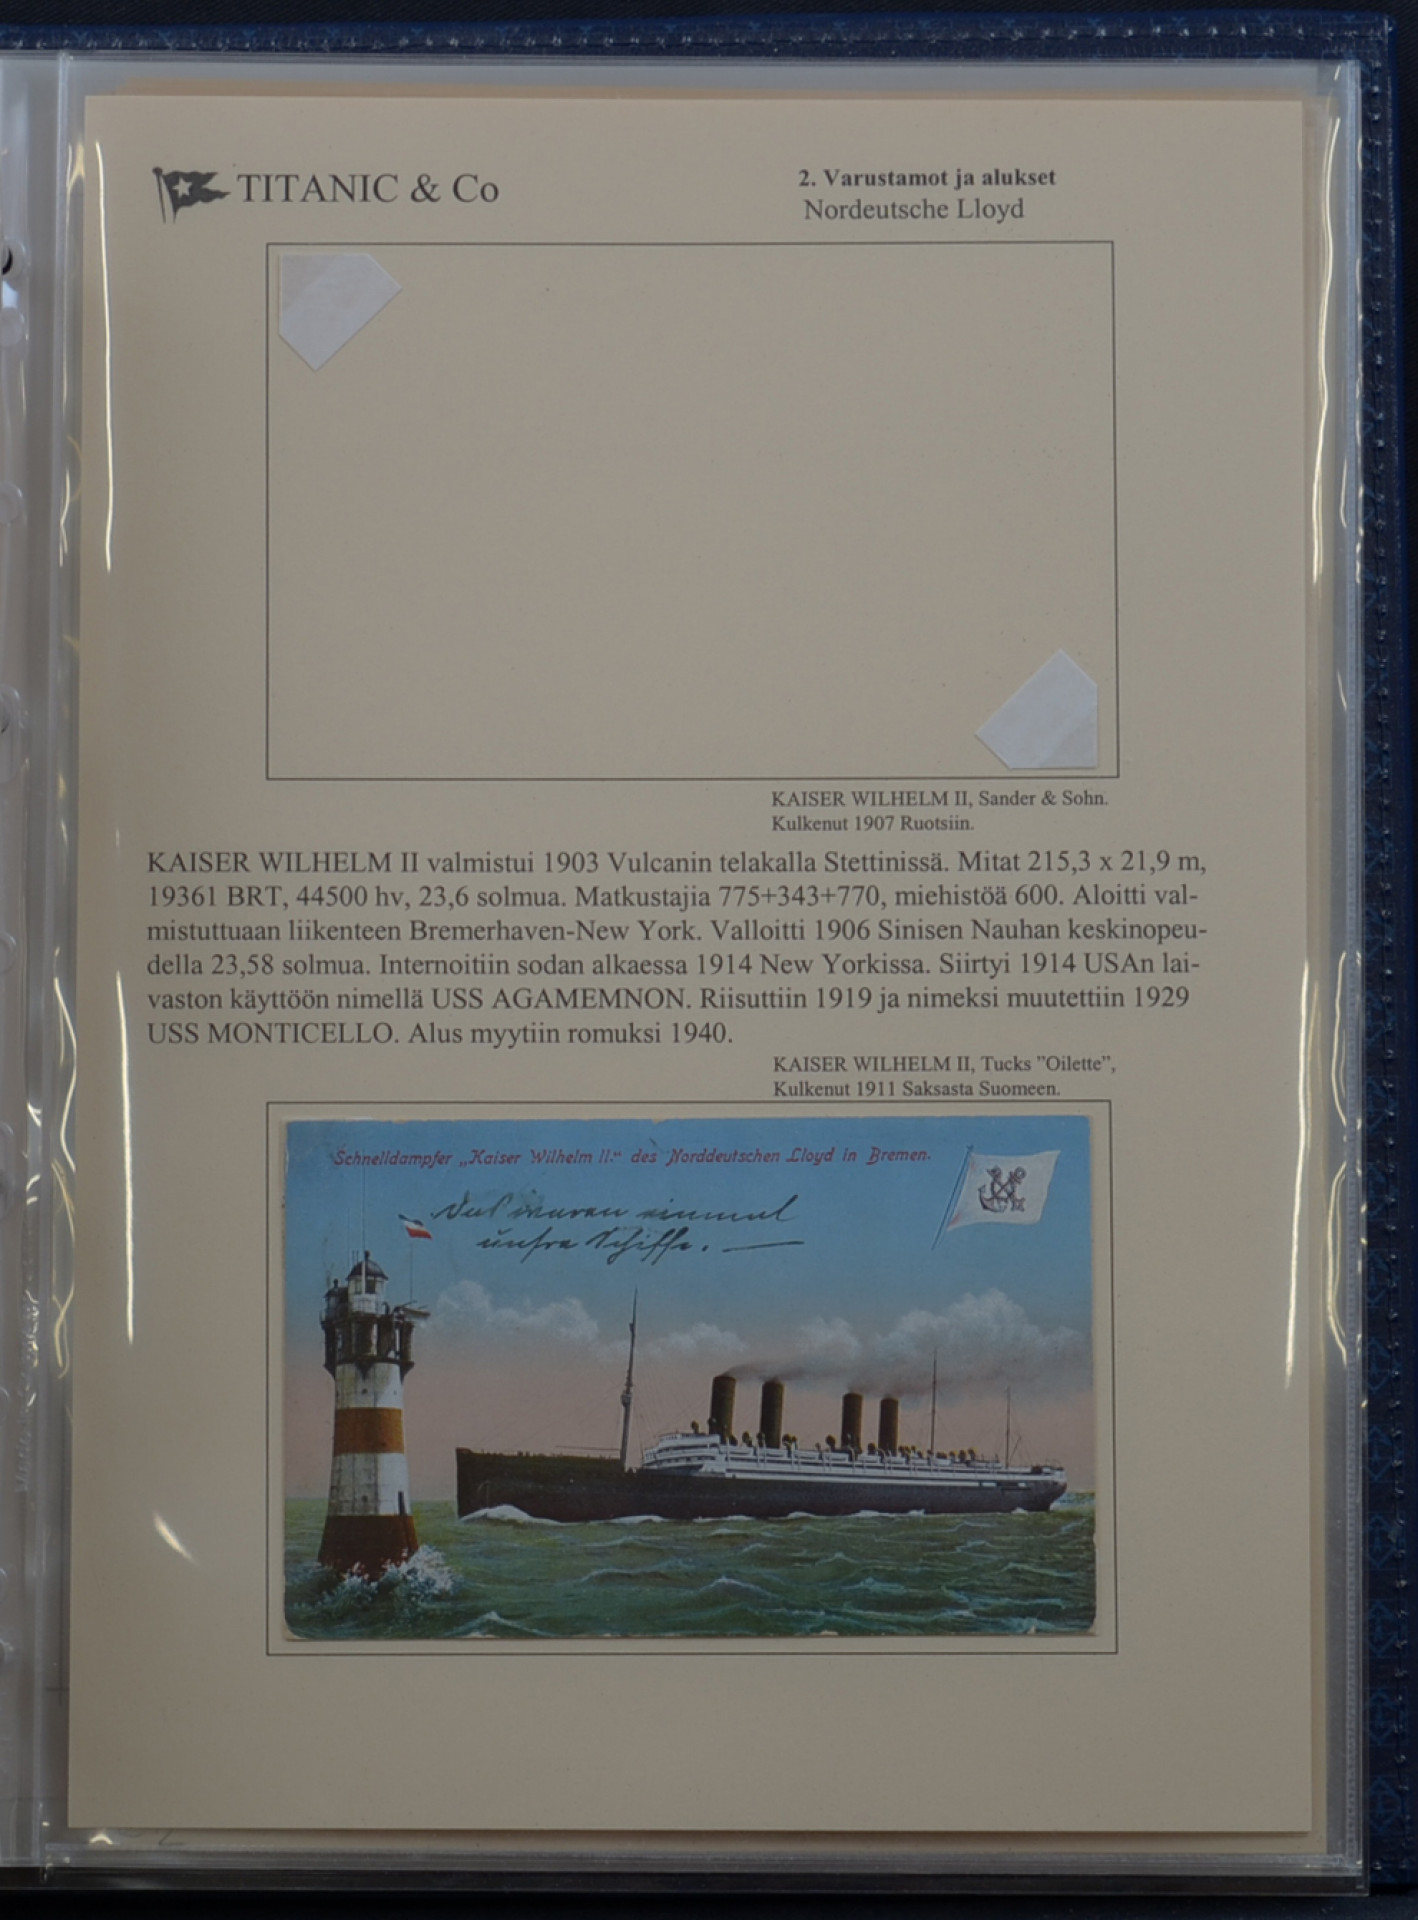 TITANIC & Co
2. Varustamot ja alukset
Nordeutsche Lloyd
KAISER WILHELM II, Sander & Sohn.
Kulkenut 1907 Ruotsiin.
KAISER WILHELM II valmistui 1903 Vulcanin telakalla Stettinissä. Mitat 215,3 x 21,9 m,
19361 BRT, 44500 hv, 23,6 solmua. Matkustajia 775+343+770, miehistöä 600. Aloitti val-
mistuttuaan liikenteen Bremerhaven-New York. Valloitti 1906 Sinisen Nauhan keskinopeu-
della 23,58 solmua. Internoitiin sodan alkaessa 1914 New Yorkissa. Siirtyi 1914 USAn lai-
vaston käyttöön nimellä USS AGAMEMNON. Riisuttiin 1919 ja nimeksi muutettiin 1929
USS MONTICELLO. Alus myytiin romuksi 1940.
KAISER WILHELM II, Tucks ”Oilette”,
Kulkenut 1911 Saksasta Suomeen.
Schnelldampfer „Kaiser Wilhelm II.“ des Norddeutschen Lloyd in Bremen.
Das waren einmal
unsre Schiffe. —